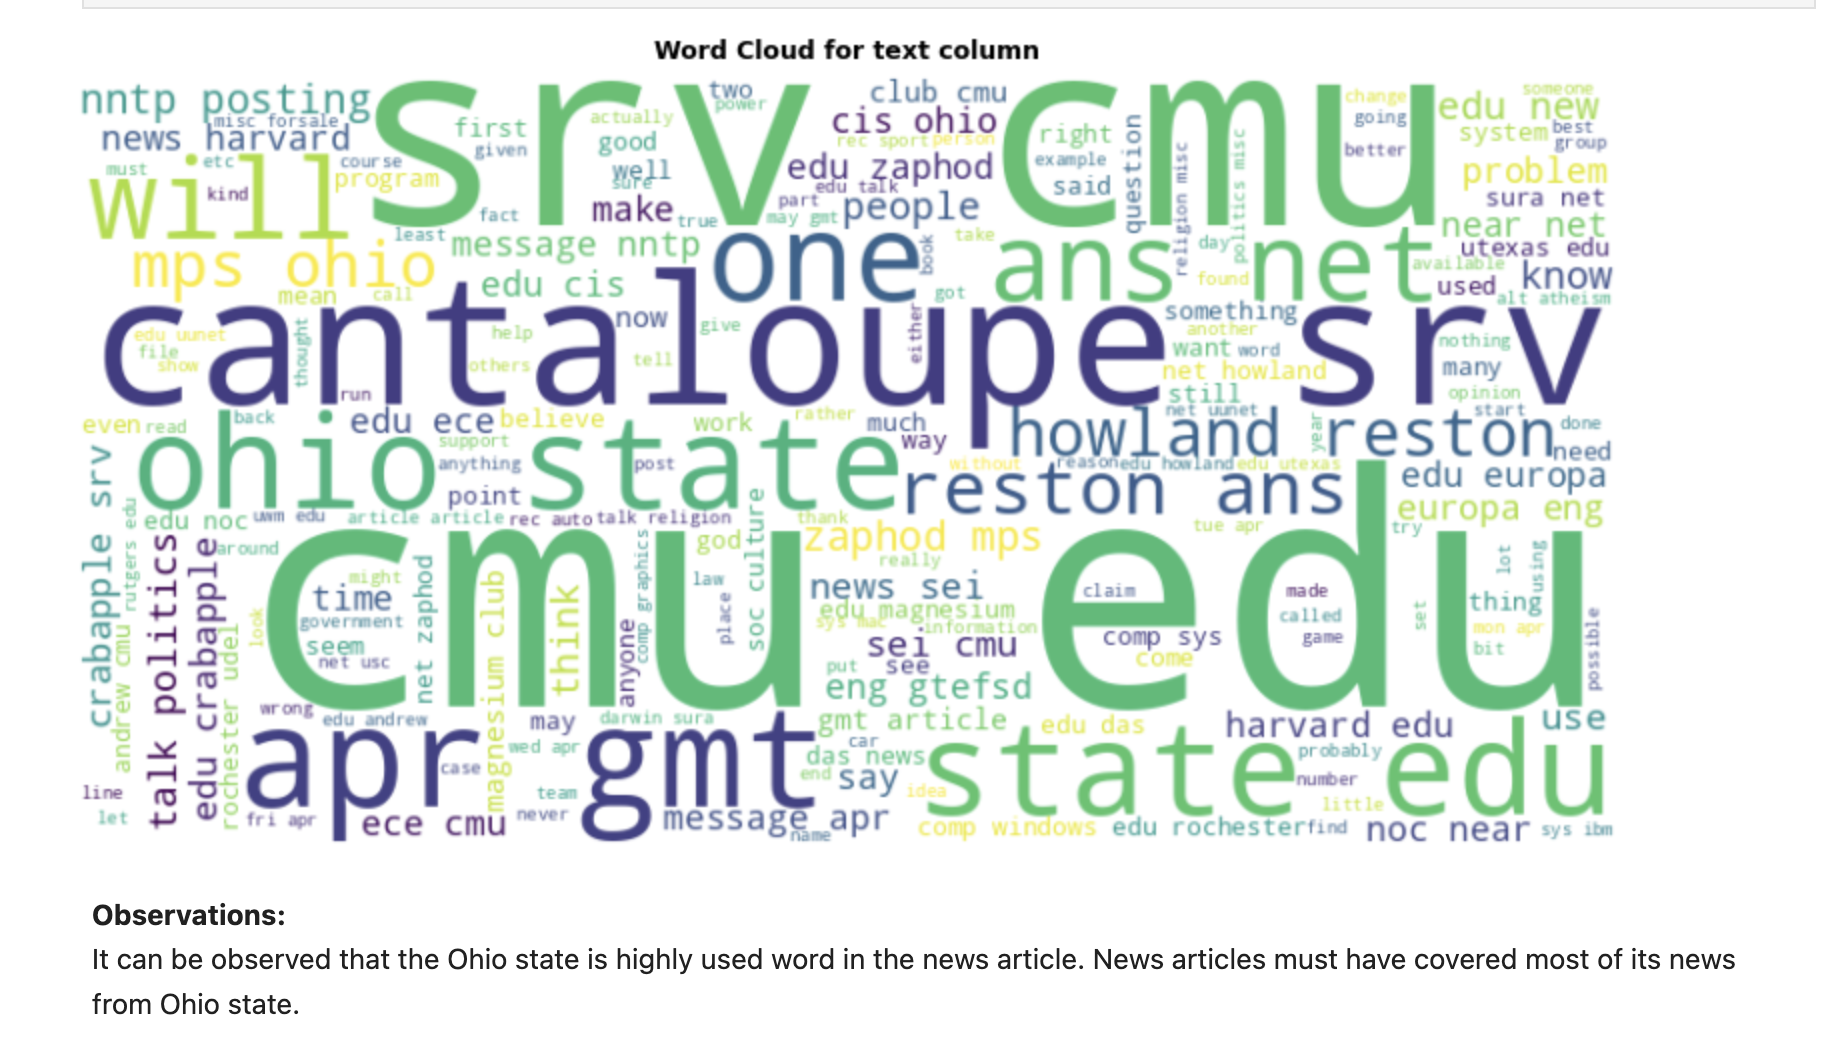 Word Cloud for text column
nntp posting srv cmu two power club cmu change someone edu new
misc forsale first actually cis ohio right going system best
news harvard given good rec sport person question example better group
must etc course well edu zaphod religion misc politics misc problem
will kind program sure edu talk said sura net
fact make true part may gmt people near net
least message nntp one book take ans day net utexas edu
mps ohio edu cis got found available know
mean call used alt atheism
cantaloupe srv now give either something another nothing
edu uunet thought help want word many
file show others tell net howland opinion
run still
even read back edu ece believe work rather much net uunet year start done
ohio state support way howland reston need
anything post without reason edu howland edu utexas
point reston ans edu europa
crabapple srv rutgers edu edu noc uwm edu article article rec auto talk religion soc culture thank europa eng
talk politics edu crabapple around cmu edu god zaphod mps tue apr try
might net zaphod comp graphics really lot using
time magnesium club think law news sei claim made thing
government look place edu magnesium called set
seem anyone sys mac information comp sys game mon apr
net usc sei cmu come bit possible
andrew cmu rochester udel put see
eng gtefsd
wrong edu andrew may darwin sura gmt article edu das harvard edu use
apr gmt wed apr car das news state edu probably
case end say number
line team idea little
let fri apr ece cmu never message apr name comp windows edu rochester find noc near sys ibm
Observations:
It can be observed that the Ohio state is highly used word in the news article. News articles must have covered most of its news
from Ohio state.